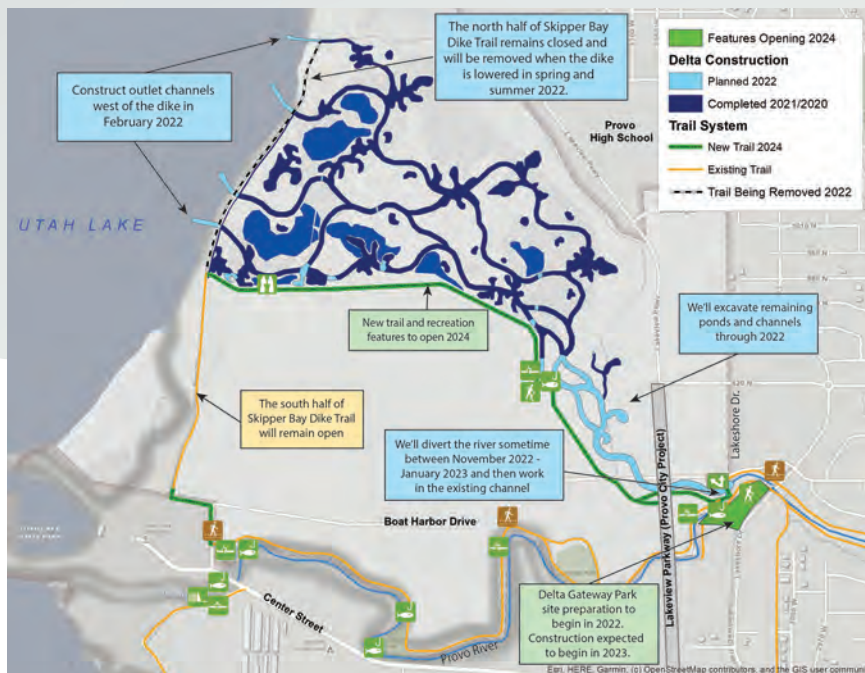 The north half of Skipper Bay
Dike Trail remains closed and
will be removed when the dike
is lowered in spring and
summer 2022.
Construct outlet channels
west of the dike in
February 2022
Features Opening 2024
Delta Construction
Planned 2022
Completed 2021/2020
Trail System
New Trail 2024
Existing Trail
Trail Being Removed 2022
Provo
High School
Lakeview Pkwy
UTAH LAKE
New trail and recreation
features to open 2024
We'll excavate remaining
ponds and channels
through 2022
The south half of
Skipper Bay Dike Trail
will remain open
We'll divert the river sometime
between November 2022 -
January 2023 and then work
in the existing channel
Lakeshore Dr.
Lakeview Parkway (Provo City Project)
Boat Harbor Drive
Center Street
Provo River
Delta Gateway Park
site preparation to
begin in 2022.
Construction expected
to begin in 2023.
Esri, HERE, Garmin, (c) OpenStreetMap contributors, and the GIS user communi